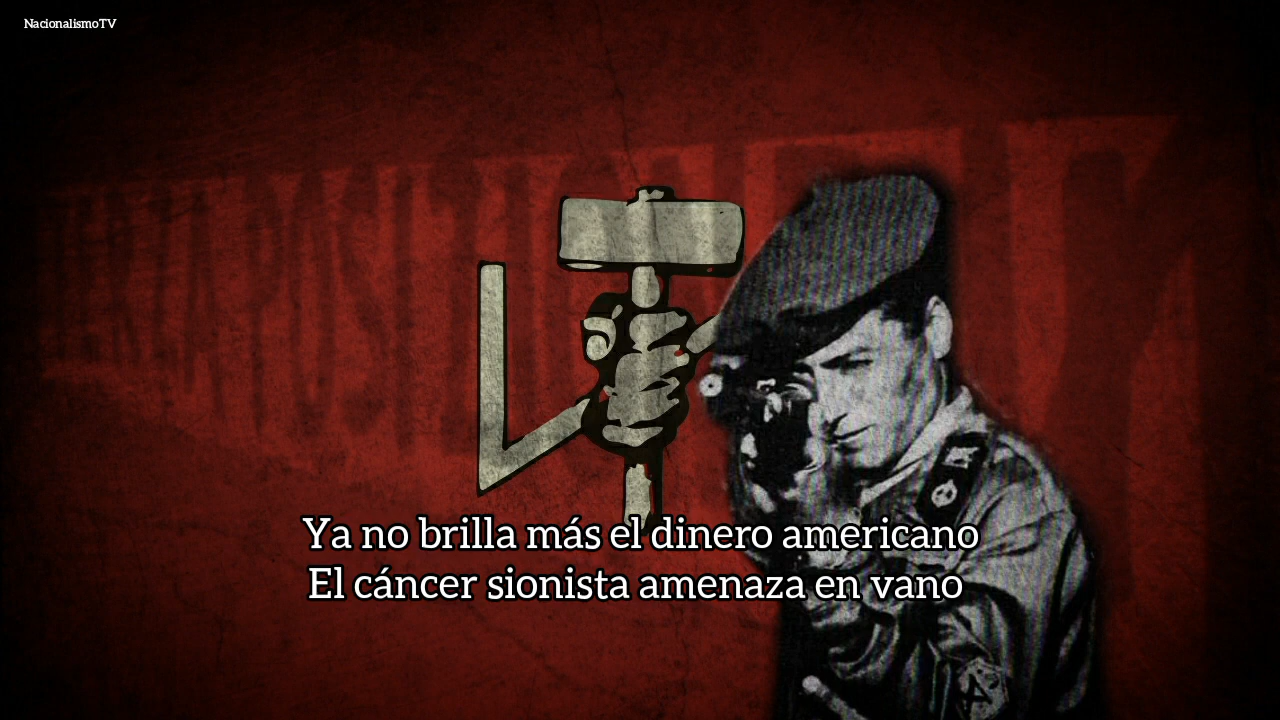 NacionalismoTV
Ya no brilla más el dinero americano
El cáncer sionista amenaza en vano